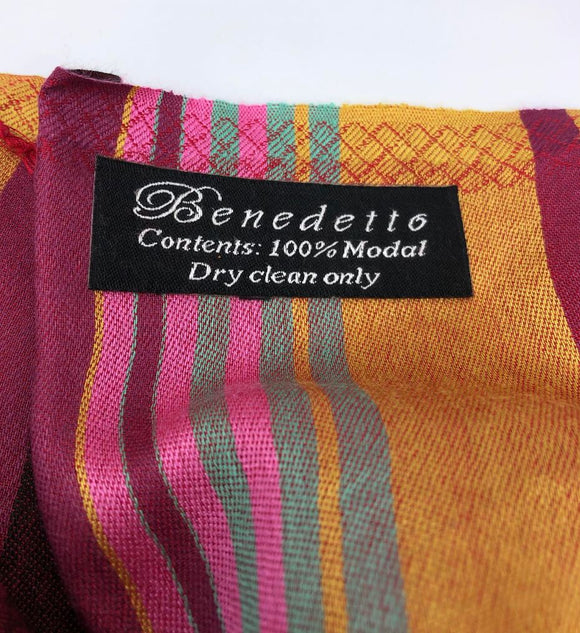 Benedetto
Contents: 100% Modal
Dry clean only